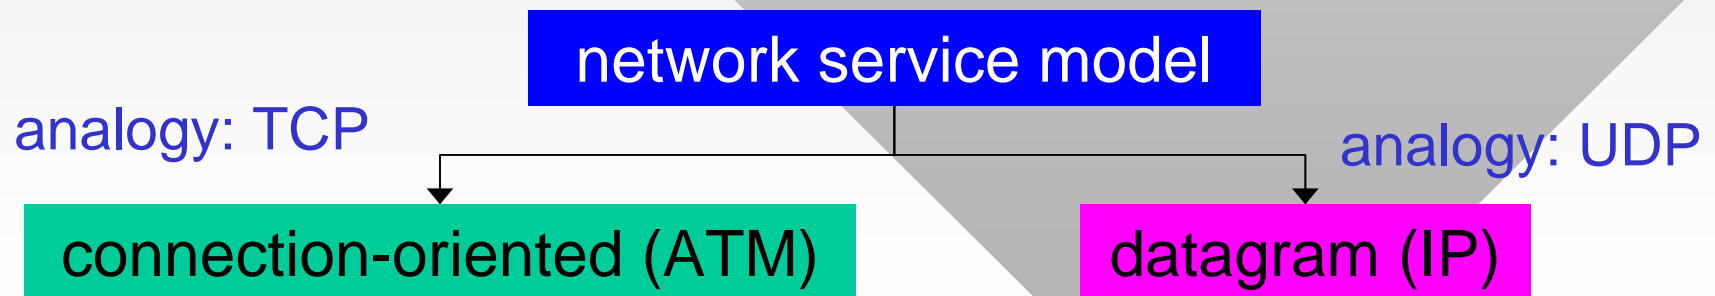 network service model
analogy: TCP
analogy: UDP
connection-oriented (ATM)
datagram (IP)